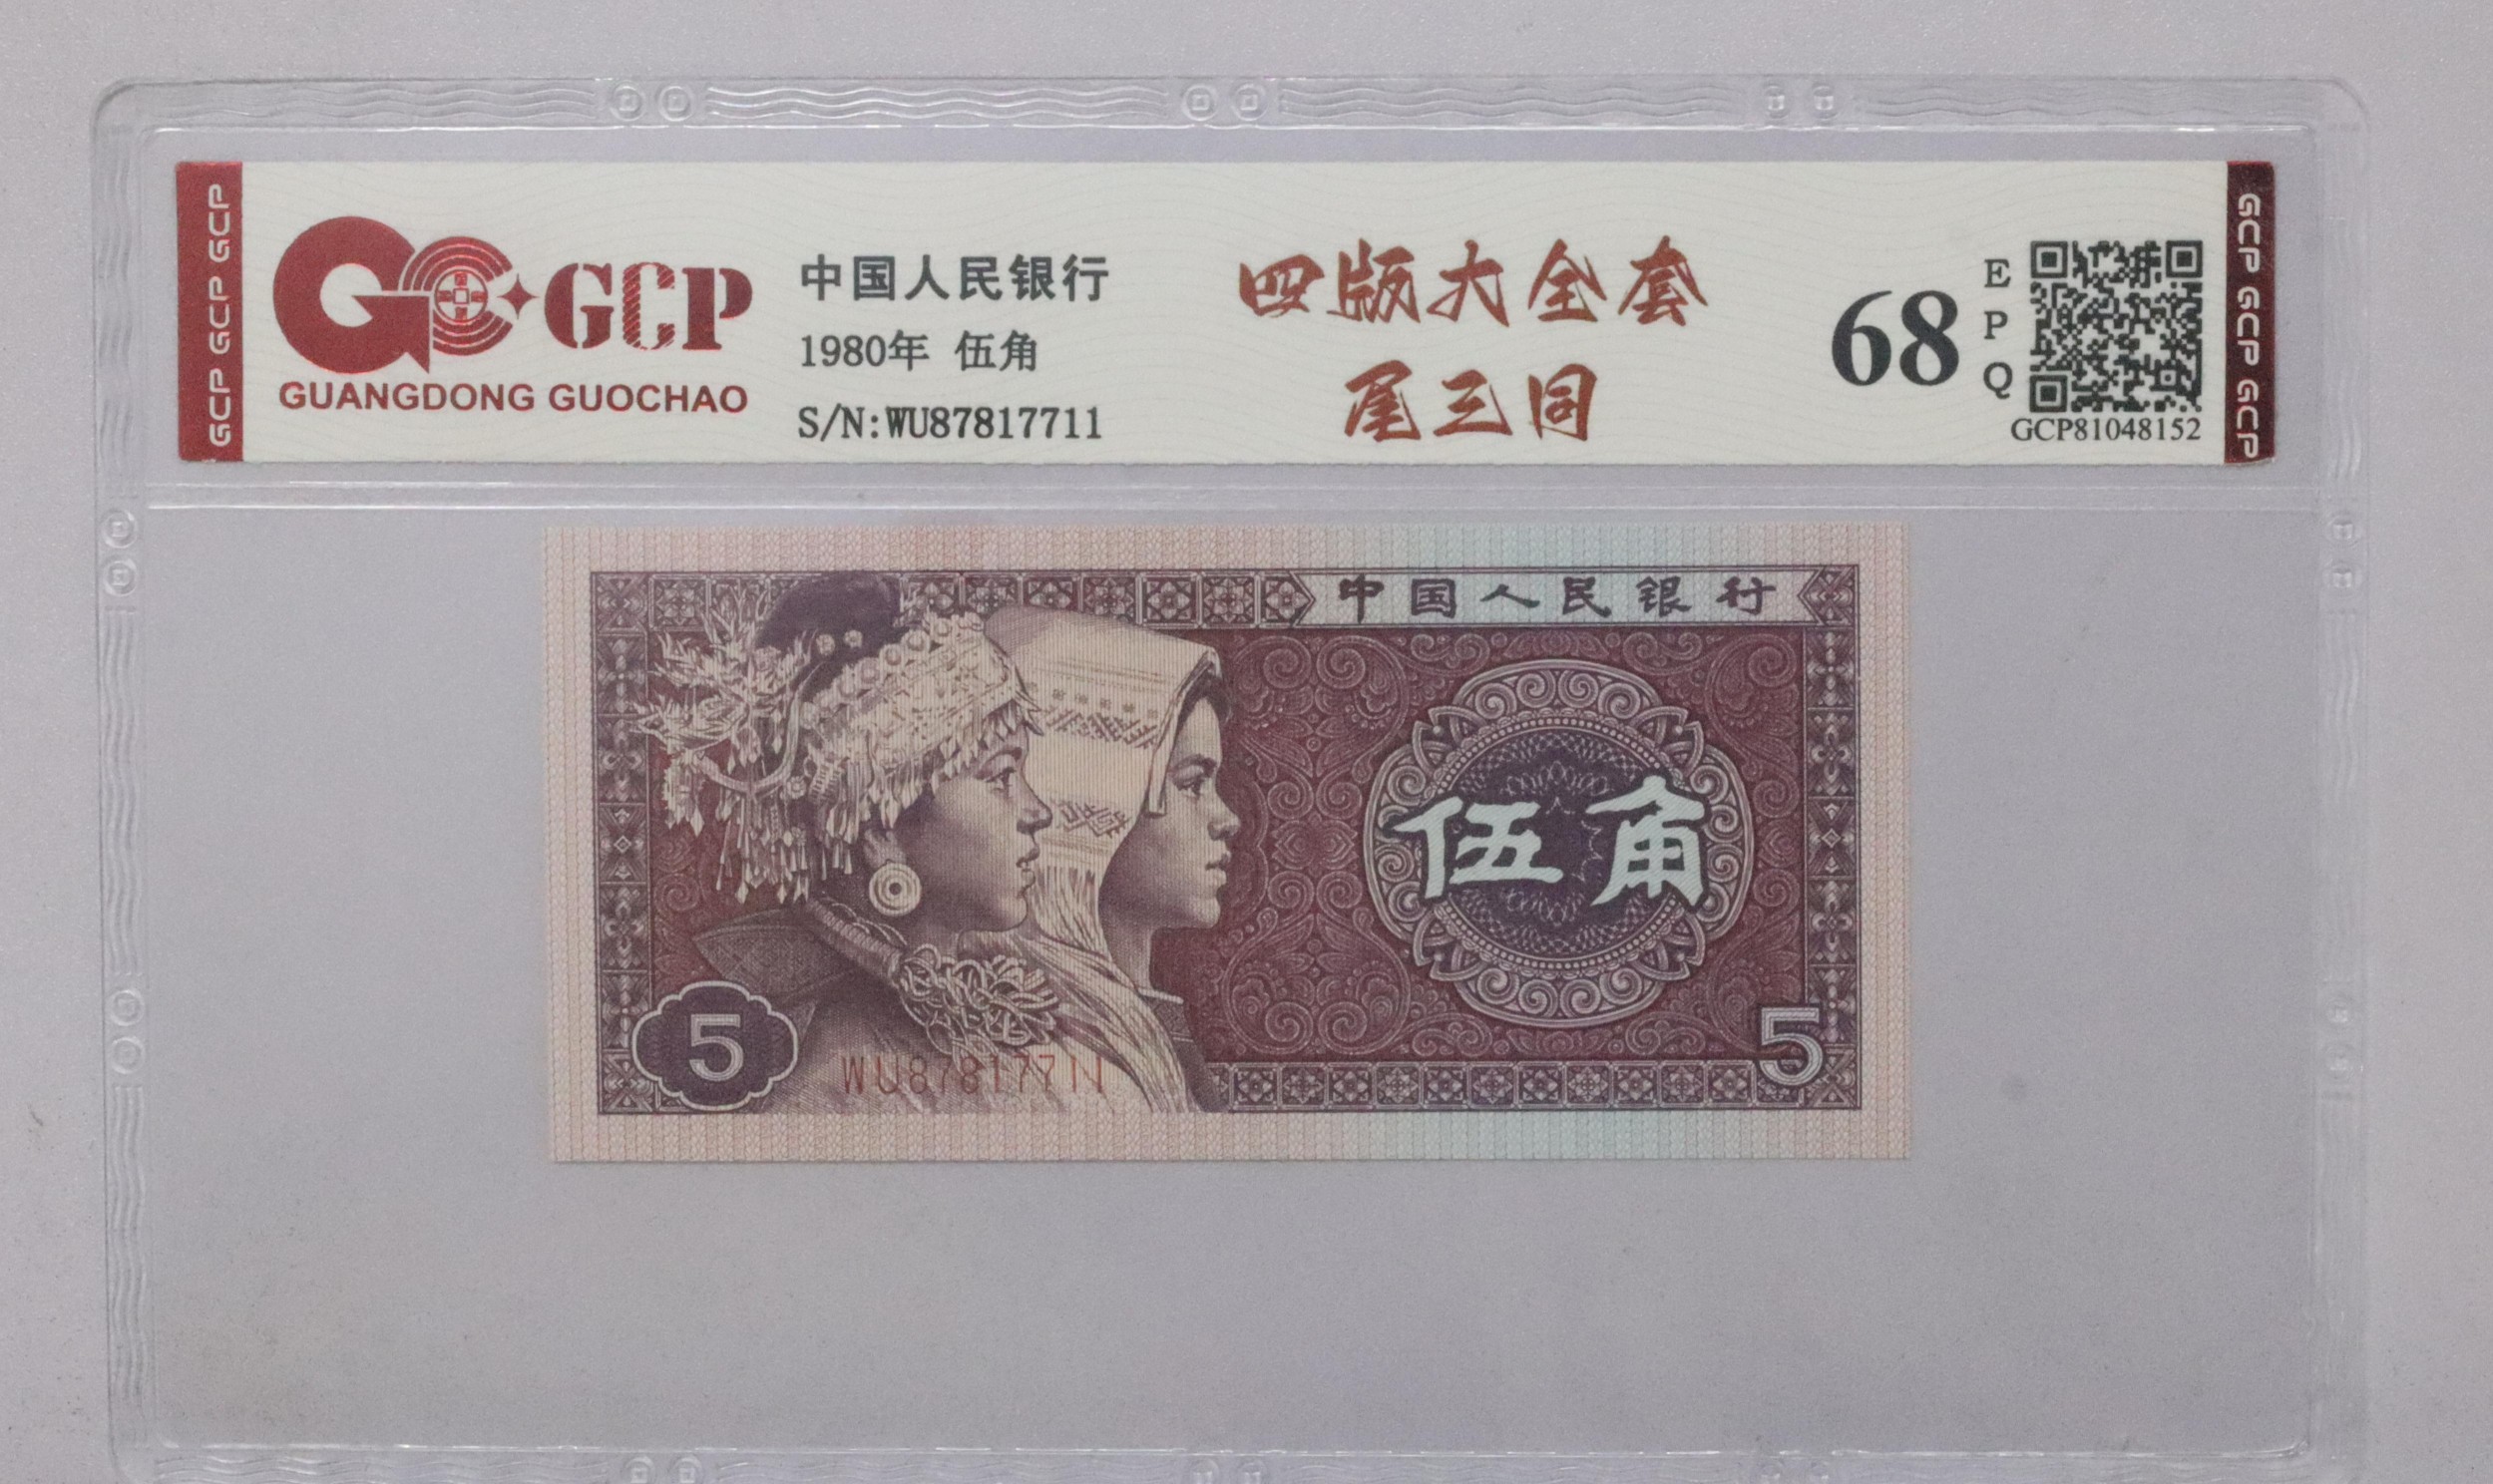 GCP GCP GCP
GCP
GUANGDONG GUOCHAO
中国人民银行
1980年 伍角
S/N:WU87817711
四版大全套
尾三同
68
E
P
Q
GCP81048152
GCP GCP GCP
中国人民银行
伍角
5
WU87817711
5